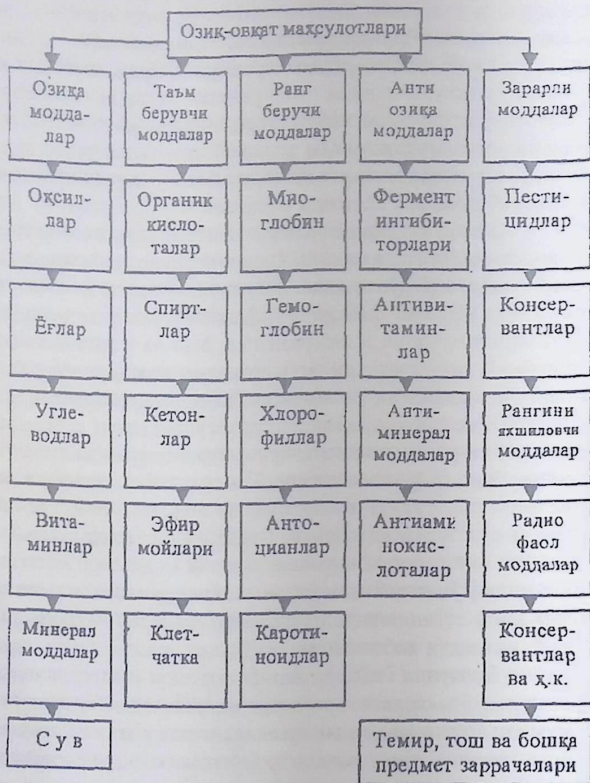 Озиқ-овқат маҳсулотлари
Озиқа
модда-
лар
Таъм
берувчи
моддалар
Ранг
беручи
моддалар
Анти
озиқа
моддалар
Зарарли
моддалар
Оқсил-
лар
Органик
кисло-
талар
Мио-
глобин
Фермент
ингиби-
торлари
Пести-
цидлар
Ёғлар
Спирт-
лар
Гемо-
глобин
Антиви-
тамин-
лар
Консер-
вантлар
Угле-
водлар
Кетон-
лар
Хлоро-
филлар
Анти-
минерал
моддалар
Рангини
яхшиловчи
моддалар
Вита-
минлар
Эфир
мойлари
Анто-
цианлар
Антиами
нокис-
лоталар
Радио
фаол
моддалар
Минерал
моддалар
Клет-
чатка
Кароти-
ноидлар
Консер-
вантлар
ва ҳ.к.
Сув
Темир, тош ва бошқа
предмет заррачалари